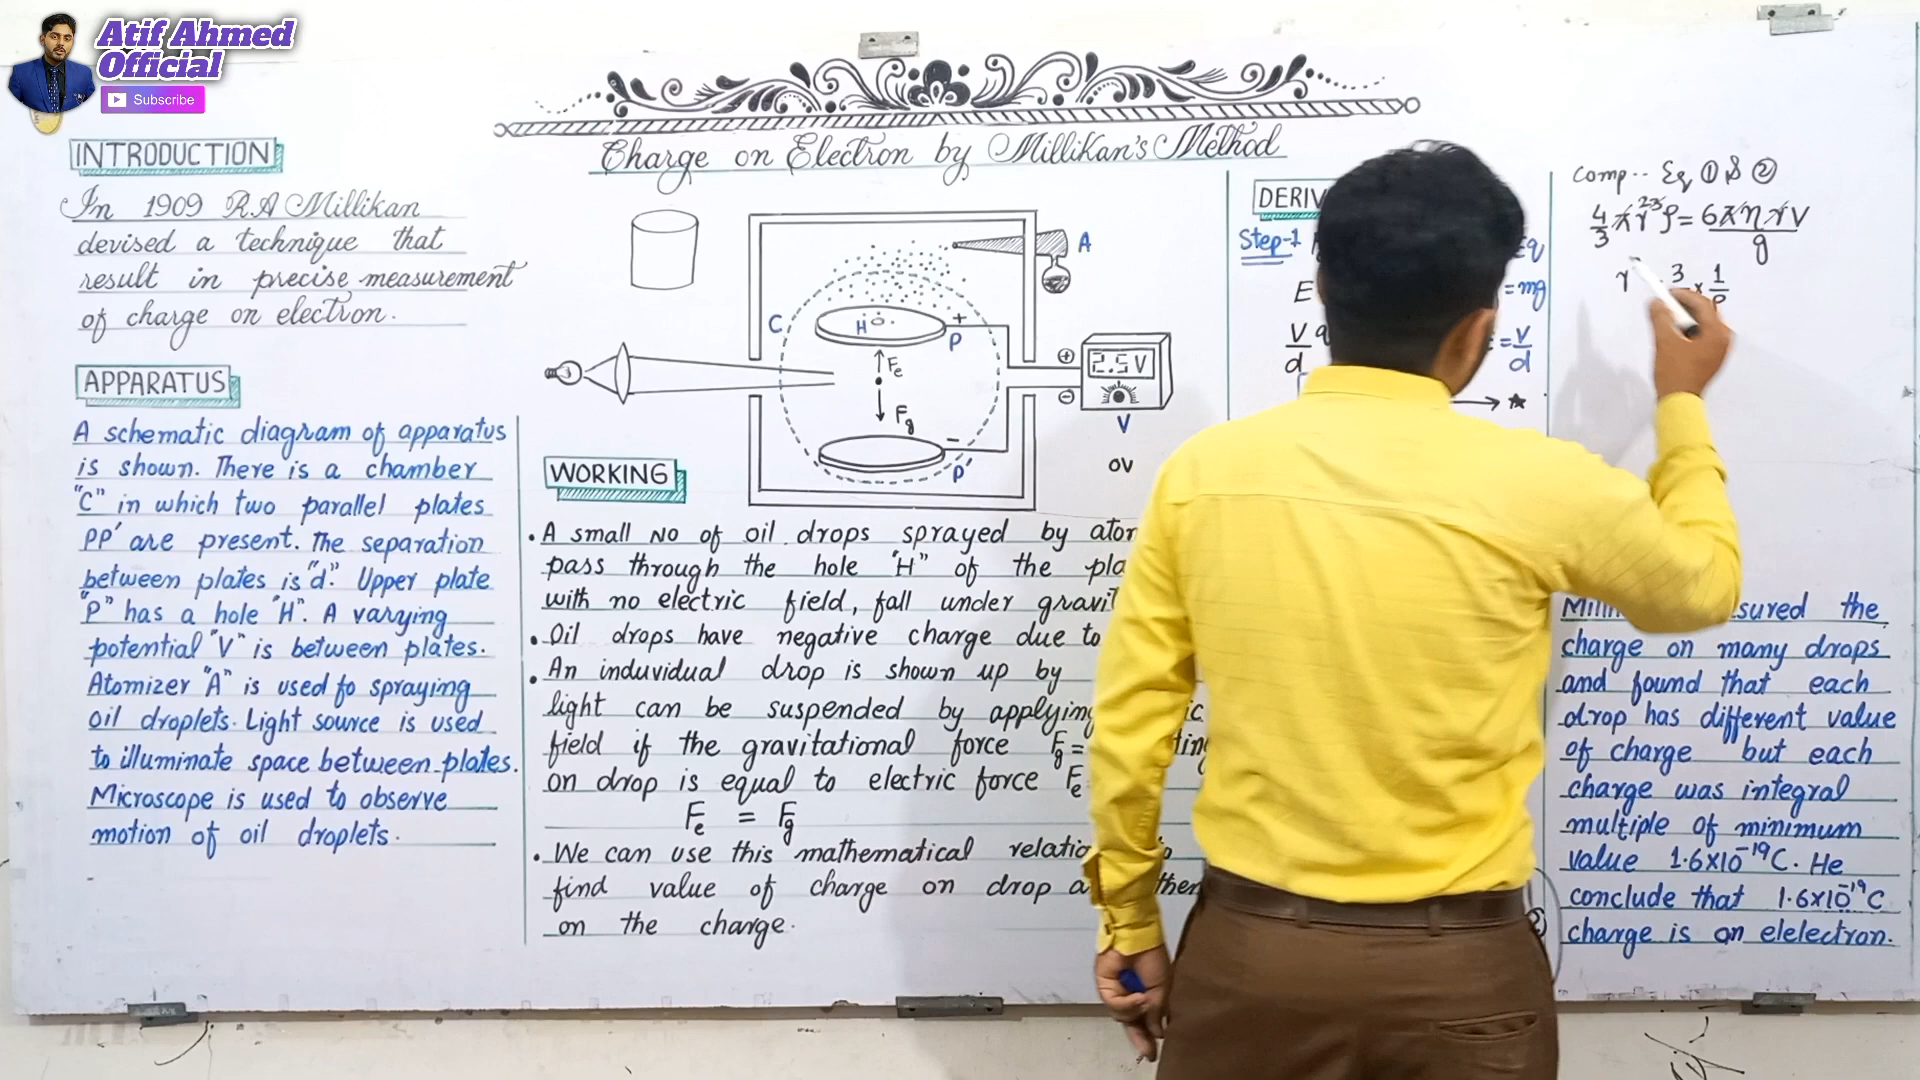 Atif Ahmed
Official
Subscribe
Charge on Electron by Millikan's Method
INTRODUCTION
In 1909 R.A Millikan
devised a technique that
result in precise measurement
of charge on electron.
APPARATUS
A schematic diagram of apparatus
is shown. There is a chamber
"C" in which two parallel plates
PP' are present. The separation
between plates is "d". Upper plate
"P" has a hole "H". A varying
potential "V" is between plates.
Atomizer "A" is used fo spraying
oil droplets. Light source is used
to illuminate space between plates.
Microscope is used to observe
motion of oil droplets.
A
C
H
+
P
Fe
Fg
-
P'
+
-
2.5V
V
OV
WORKING
• A small No of oil drops sprayed by
pass through the hole "H" of the
with no electric field, fall under
• Oil drops have negative charge due to
• An induvidual drop is shown up by
light can be suspended by applying
field if the gravitational force Fg=
on drop is equal to electric force Fe
Fe = Fg
• We can use this mathematical
find value of charge on drop then
on the charge.
Step-1
E
= mg
V/d
= V/d
Comp.. Eq ① & ②
4/3 πr²³ρ = 6πηrV/g
r 3 × 1
sured the
charge on many drops
and found that each
drop has different value
of charge but each
charge was integral
multiple of minimum
value 1.6x10⁻¹⁹C. He
conclude that 1.6x10⁻¹⁹C
charge is on elelectron.